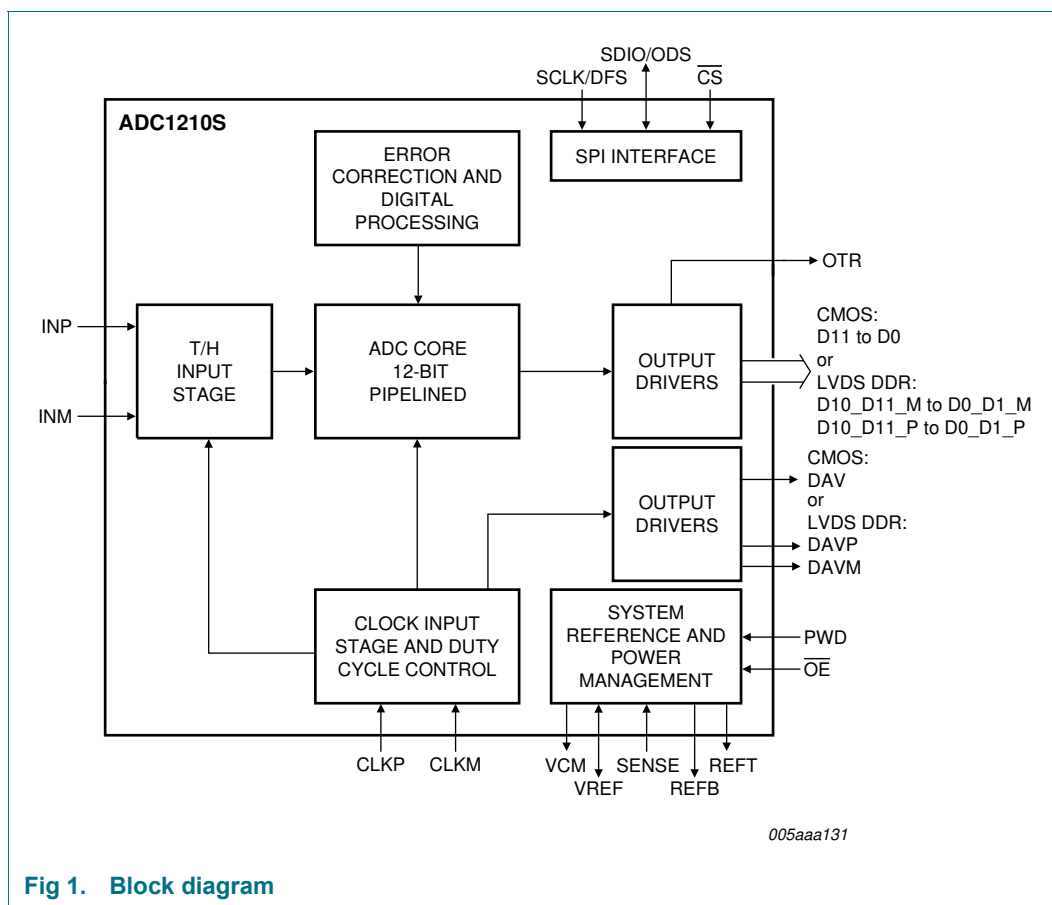 SDIO/ODS
SCLK/DFS
C̅S̅
ADC1210S
ERROR
CORRECTION AND
DIGITAL
PROCESSING
SPI INTERFACE
OTR
INP
INM
T/H
INPUT
STAGE
ADC CORE
12-BIT
PIPELINED
OUTPUT
DRIVERS
CMOS:
D11 to D0
or
LVDS DDR:
D10_D11_M to D0_D1_M
D10_D11_P to D0_D1_P
OUTPUT
DRIVERS
CMOS:
DAV
or
LVDS DDR:
DAVP
DAVM
CLOCK INPUT
STAGE AND DUTY
CYCLE CONTROL
SYSTEM
REFERENCE AND
POWER
MANAGEMENT
PWD
O̅E̅
CLKP
CLKM
VCM
VREF
SENSE
REFB
REFT
005aaa131
Fig 1. Block diagram